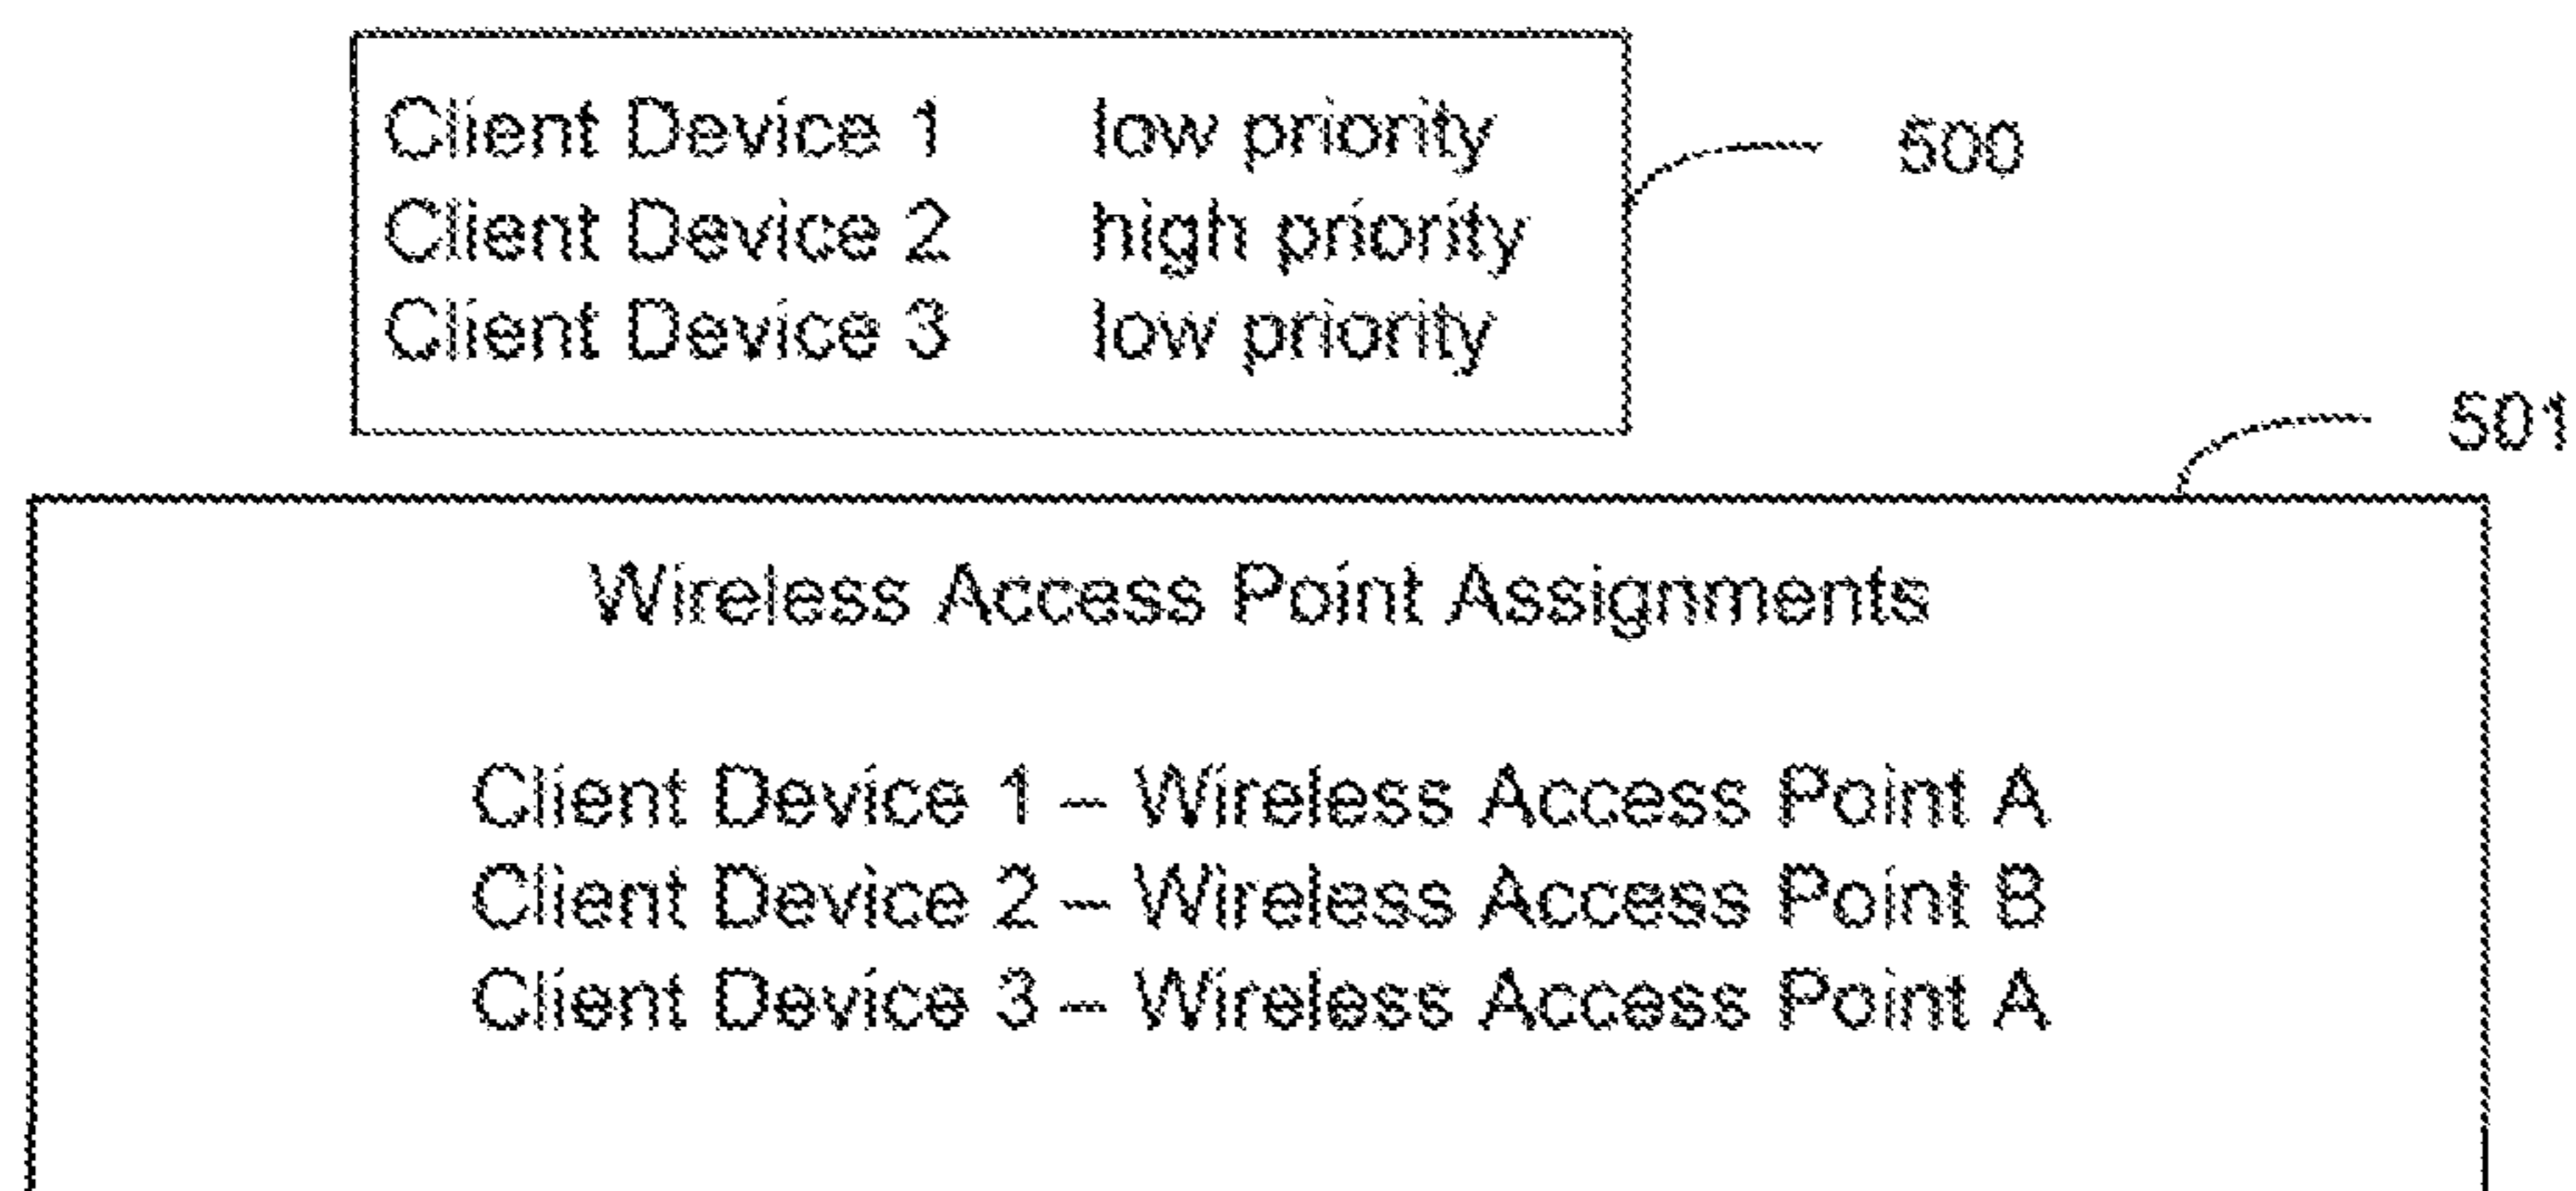 Client Device 1 low priority
500
Client Device 2 high priority
Client Device 3 low priority
501
Wireless Access Point Assignments
Client Device 1 – Wireless Access Point A
Client Device 2 – Wireless Access Point B
Client Device 3 – Wireless Access Point A